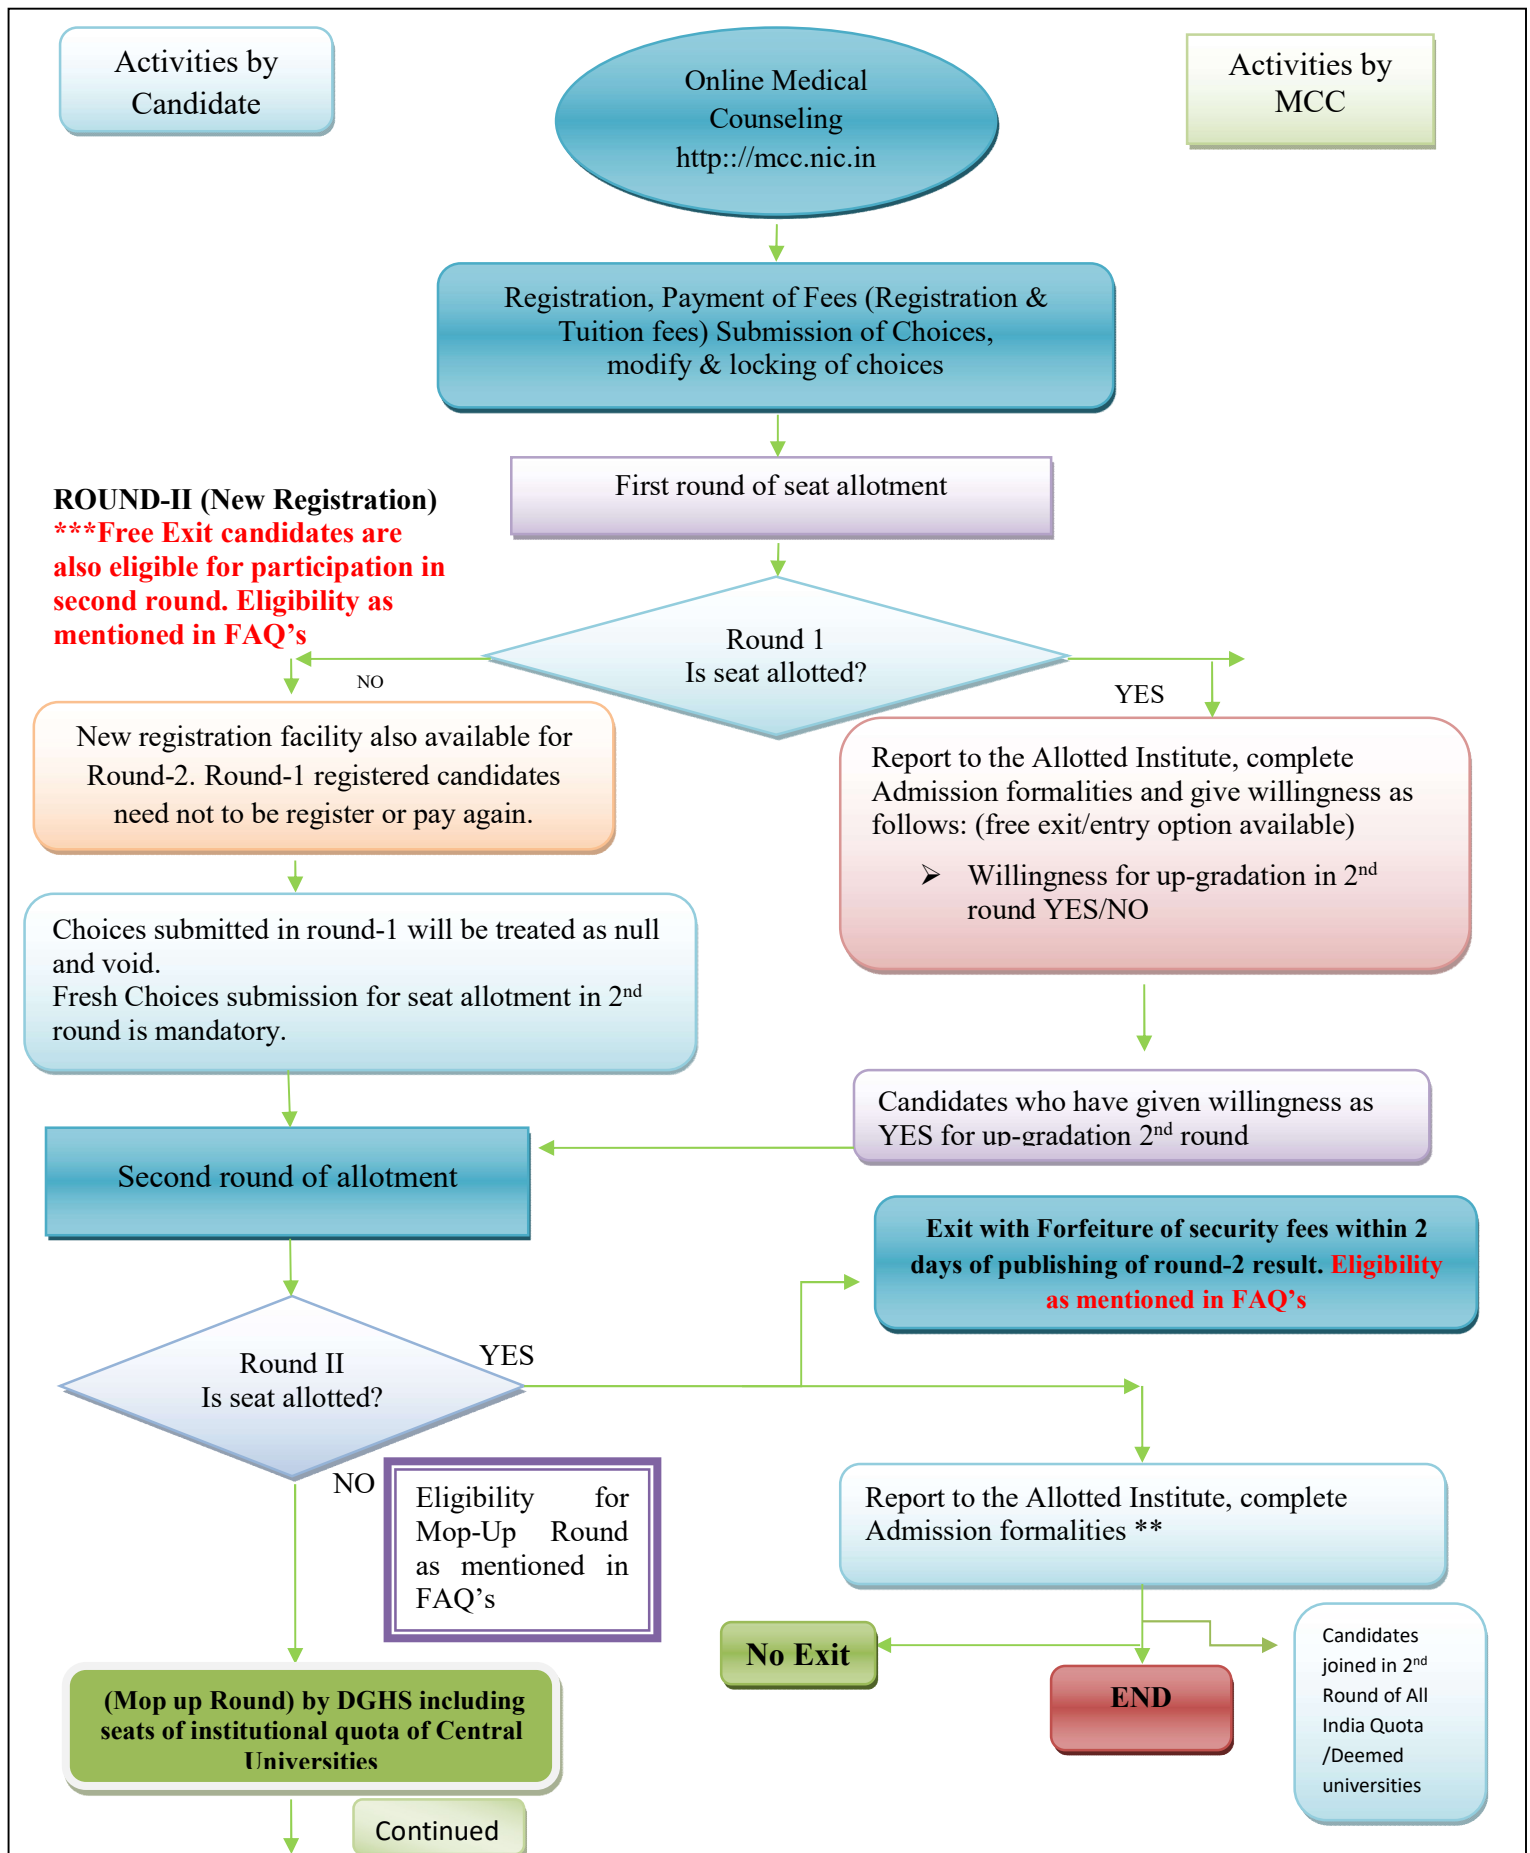 Activities by
Candidate
Online Medical
Counseling
http:://mcc.nic.in
Activities by
MCC
Registration, Payment of Fees (Registration &
Tuition fees) Submission of Choices,
modify & locking of choices
First round of seat allotment
ROUND-II (New Registration)
***Free Exit candidates are
also eligible for participation in
second round. Eligibility as
mentioned in FAQ’s
Round 1
Is seat allotted?
NO
YES
New registration facility also available for
Round-2. Round-1 registered candidates
need not to be register or pay again.
Report to the Allotted Institute, complete
Admission formalities and give willingness as
follows: (free exit/entry option available)
➢ Willingness for up-gradation in 2nd
round YES/NO
Choices submitted in round-1 will be treated as null
and void.
Fresh Choices submission for seat allotment in 2nd
round is mandatory.
Candidates who have given willingness as
YES for up-gradation 2nd round
Second round of allotment
Exit with Forfeiture of security fees within 2
days of publishing of round-2 result. Eligibility
as mentioned in FAQ’s
Round II
Is seat allotted?
YES
NO
Eligibility for
Mop-Up Round
as mentioned in
FAQ’s
Report to the Allotted Institute, complete
Admission formalities **
No Exit
END
Candidates
joined in 2nd
Round of All
India Quota
/Deemed
universities
(Mop up Round) by DGHS including
seats of institutional quota of Central
Universities
Continued